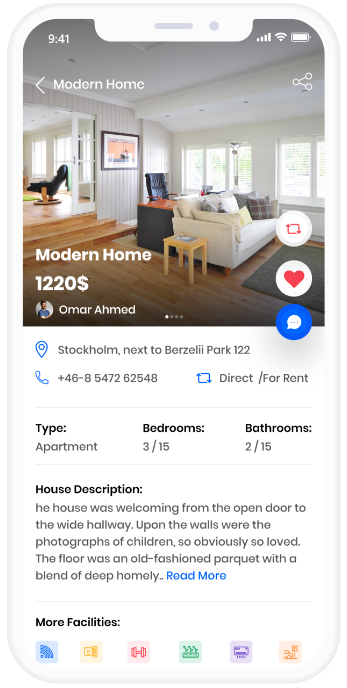 9:41
Modern Home
Modern Home
1220$
Omar Ahmed
Stockholm, next to Berzelii Park 122
+46-8 5472 62548
Direct /For Rent
Type: Bedrooms: Bathrooms:
Apartment 3 / 15 2 / 15
House Description:
he house was welcoming from the open door to
the wide hallway. Upon the walls were the
photographs of children, so obviously so loved.
The floor was an old-fashioned parquet with a
blend of deep homely.. Read More
More Facilities: